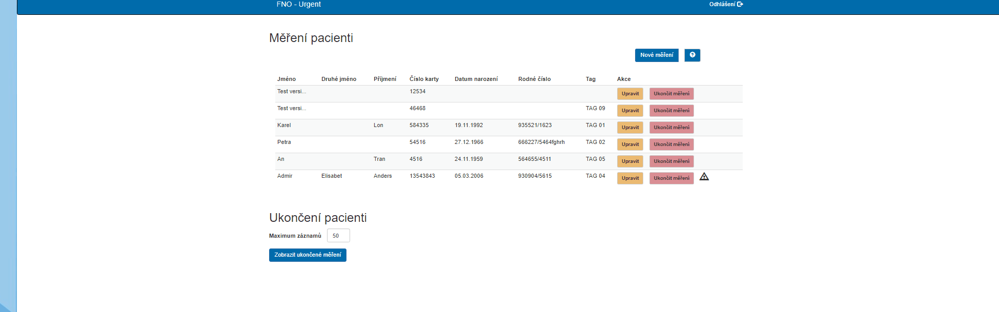 FNO - Urgent Odhlášení
Měření pacienti
Nové měření
Jméno Druhé jméno Příjmení Číslo karty Datum narození Rodné číslo Tag Akce
Test versi... 12534 Upravit Ukončit měření
Test versi... 46468 TAG 09 Upravit Ukončit měření
Karel Lon 584335 19.11.1992 935521/1623 TAG 01 Upravit Ukončit měření
Petra 54516 27.12.1966 666227/5464fghrh TAG 02 Upravit Ukončit měření
An Tran 4516 24.11.1959 564655/4511 TAG 05 Upravit Ukončit měření
Admir Elisabet Anders 13543843 05.03.2006 930904/5615 TAG 04 Upravit Ukončit měření
Ukončení pacienti
Maximum záznamů 50
Zobrazit ukončené měření